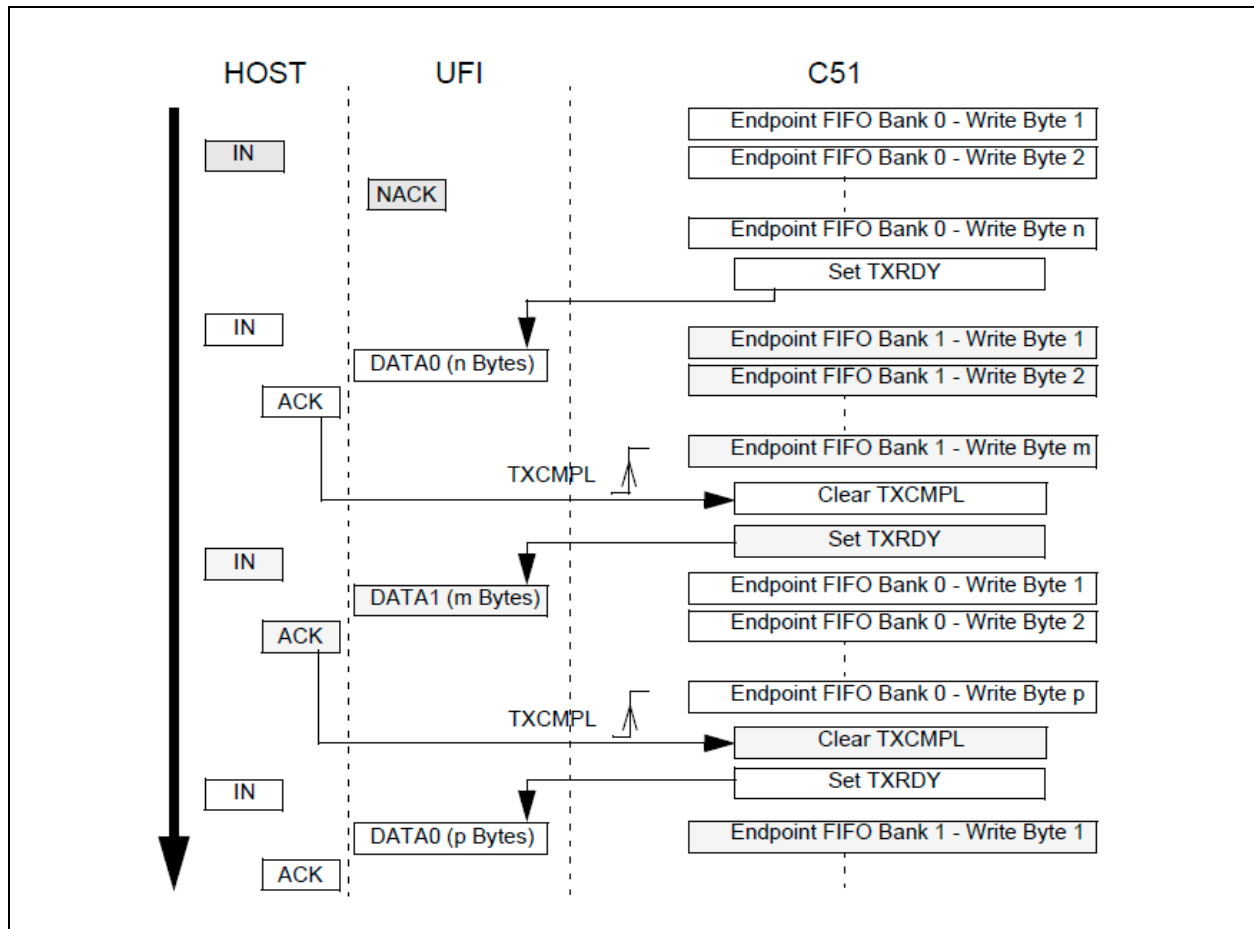 HOST UFI C51
Endpoint FIFO Bank 0 - Write Byte 1
IN
Endpoint FIFO Bank 0 - Write Byte 2
NACK
Endpoint FIFO Bank 0 - Write Byte n
Set TXRDY
IN
Endpoint FIFO Bank 1 - Write Byte 1
DATA0 (n Bytes)
Endpoint FIFO Bank 1 - Write Byte 2
ACK
Endpoint FIFO Bank 1 - Write Byte m
TXCMPL
Clear TXCMPL
Set TXRDY
IN
Endpoint FIFO Bank 0 - Write Byte 1
DATA1 (m Bytes)
Endpoint FIFO Bank 0 - Write Byte 2
ACK
Endpoint FIFO Bank 0 - Write Byte p
TXCMPL
Clear TXCMPL
Set TXRDY
IN
DATA0 (p Bytes)
Endpoint FIFO Bank 1 - Write Byte 1
ACK